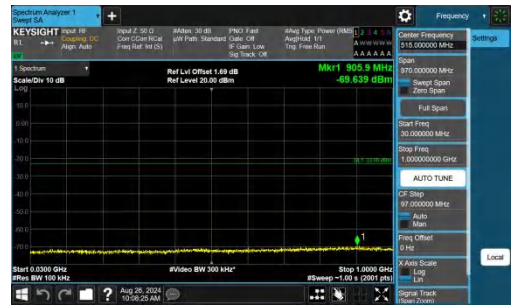 Spectrum Analyzer 1
Swept SA
+
Frequency
KEYSIGHT
Input: RF
Coupling: DC
Align: Auto
Input Z: 50 Ω
Corr CCorr RCal
Freq Ref: Int (S)
#Atten: 30 dB
µW Path: Standard
PNO: Fast
Gate: Off
IF Gain: Low
Sig Track: Off
#Avg Type: Power (RMS)
Avg|Hold: 1/1
Trig: Free Run
1 2 3 4 5 6
A W W W W W
A A A A A A
1 Spectrum
Scale/Div 10 dB
Log
Ref Lvl Offset 1.69 dB
Ref Level 20.00 dBm
Mkr1 905.9 MHz
-69.639 dBm
10.0
0.00
-10.0
-20.0
-30.0
-40.0
-50.0
-60.0
-70.0
1
Start 0.0300 GHz
#Res BW 100 kHz
#Video BW 300 kHz*
Stop 1.0000 GHz
#Sweep ~1.00 s (2001 pts)
Aug 26, 2024
10:08:25 AM
Center Frequency
515.000000 MHz
Settings
Span
970.000000 MHz
Swept Span
Zero Span
Full Span
Start Freq
30.000000 MHz
Stop Freq
1.000000000 GHz
AUTO TUNE
CF Step
97.000000 MHz
Auto
Man
Freq Offset
0 Hz
X Axis Scale
Log
Lin
Signal Track
(Span Zoom)
Local